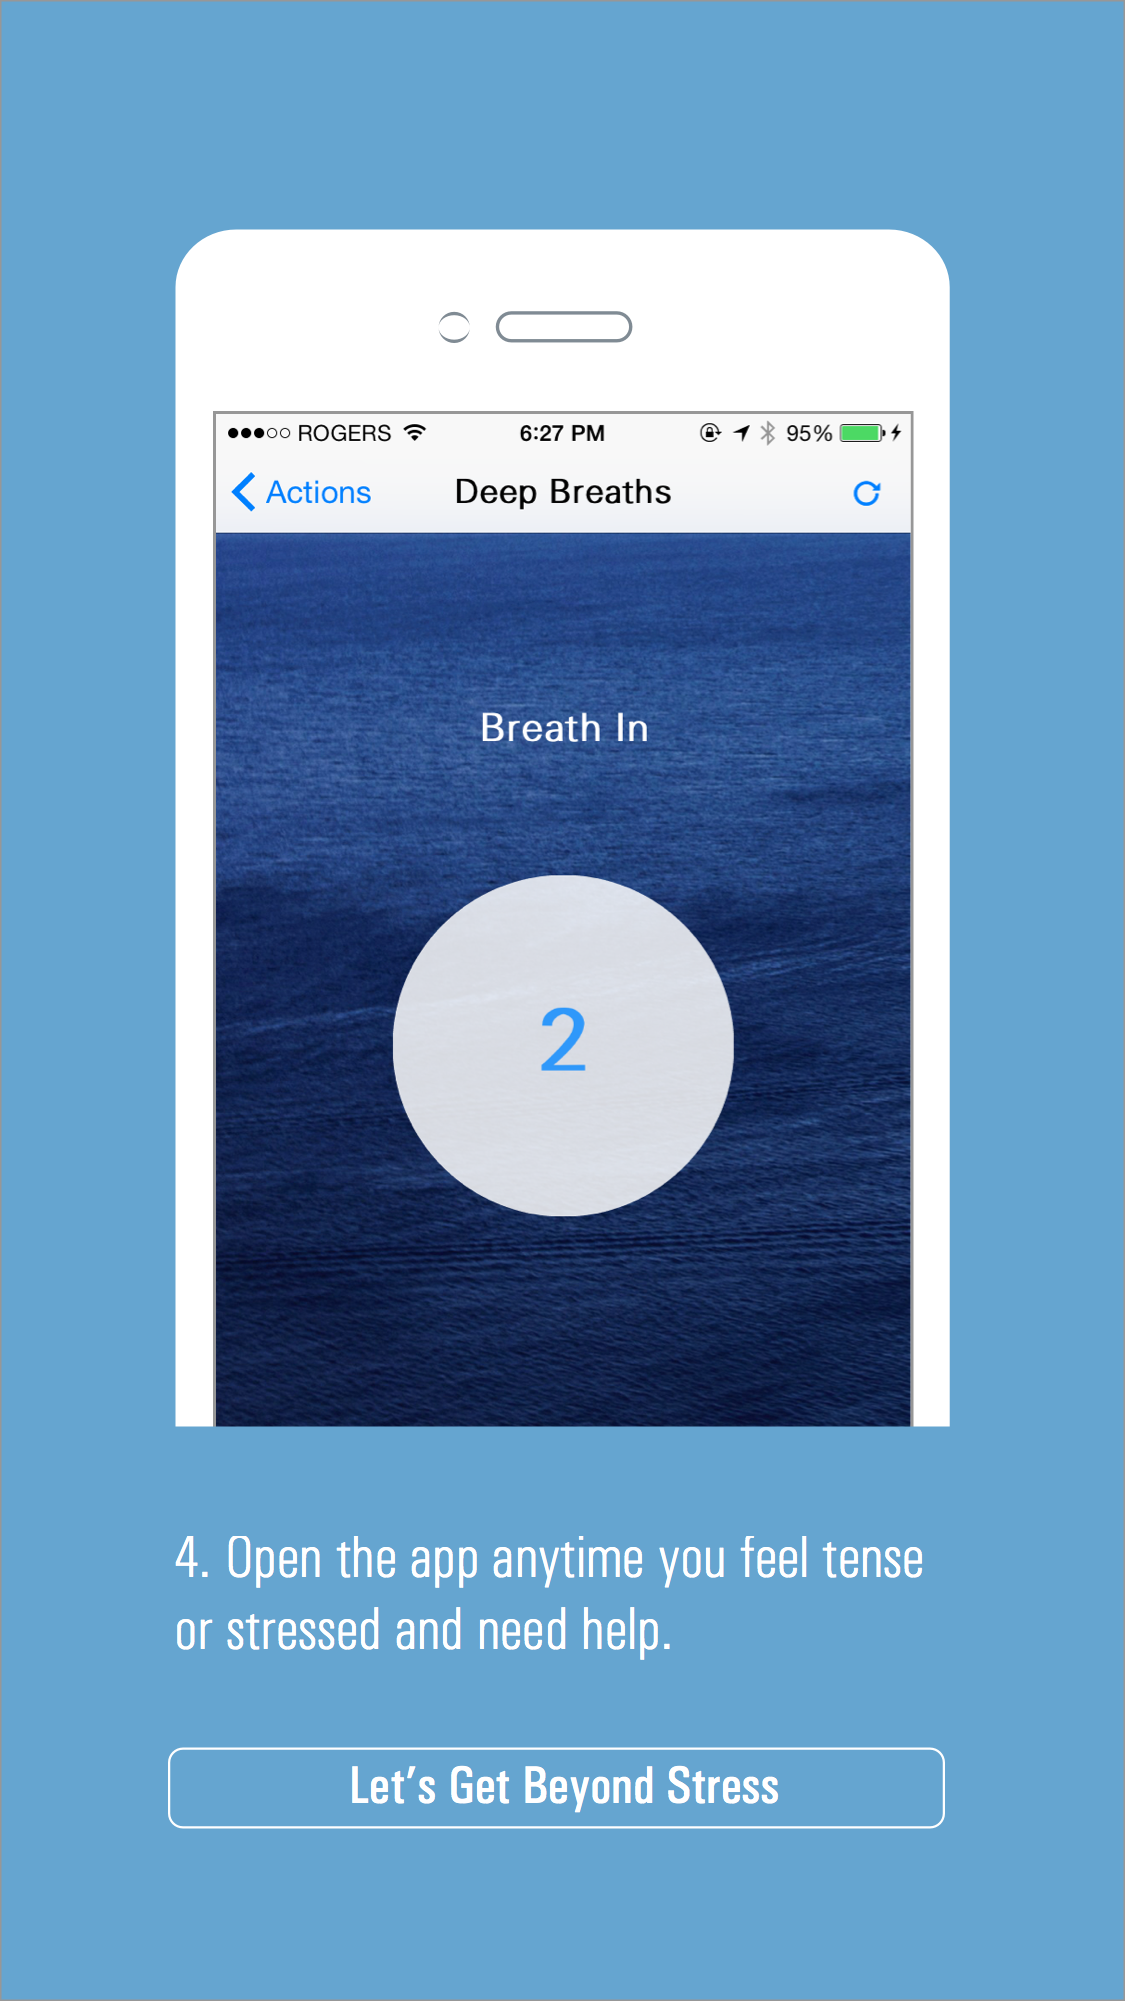 ROGERS 6:27 PM 95%
Actions Deep Breaths
Breath In
2
4. Open the app anytime you feel tense
or stressed and need help.
Let’s Get Beyond Stress